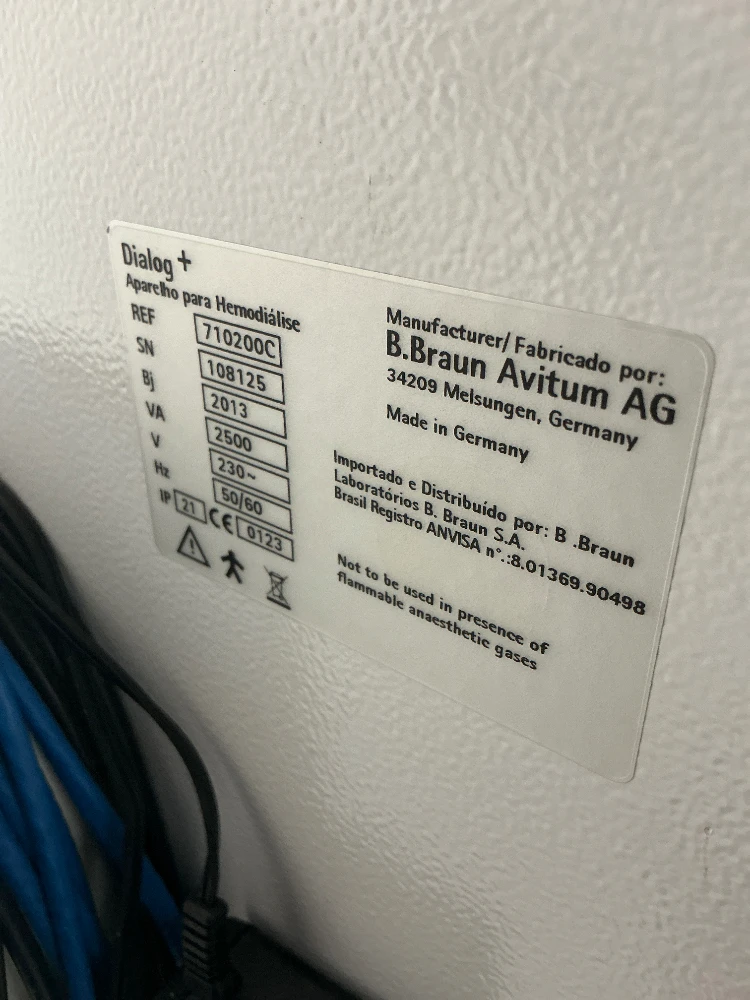 Dialog+
Aparelho para Hemodiálise
REF 710200C
SN 108125
Bj 2013
VA 2500
V 230~
Hz 50/60
IP 21 CE 0123
Manufacturer/ Fabricado por:
B.Braun Avitum AG
34209 Melsungen, Germany
Made in Germany
Importado e Distribuído por: B .Braun
Laboratórios B. Braun S.A.
Brasil Registro ANVISA n°.:8.01369.90498
Not to be used in presence of
flammable anaesthetic gases